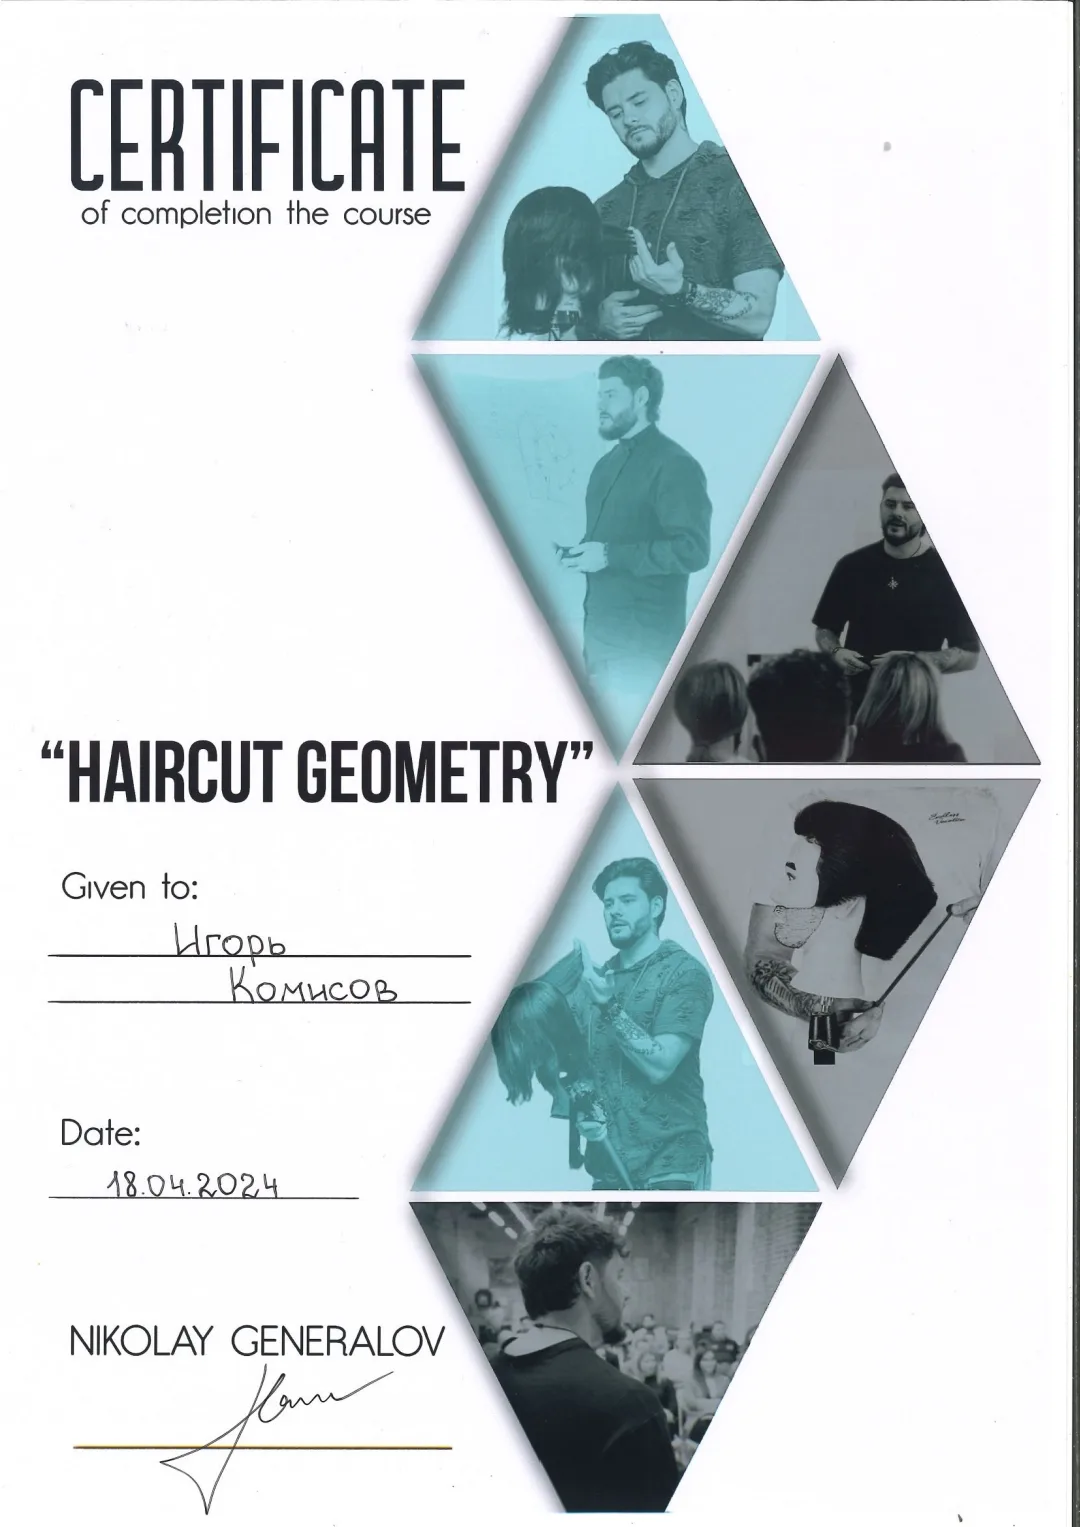 CERTIFICATE
of completion the course
“HAIRCUT GEOMETRY”
Given to:
Игорь
Комисов
Date:
18.04.2024
NIKOLAY GENERALOV